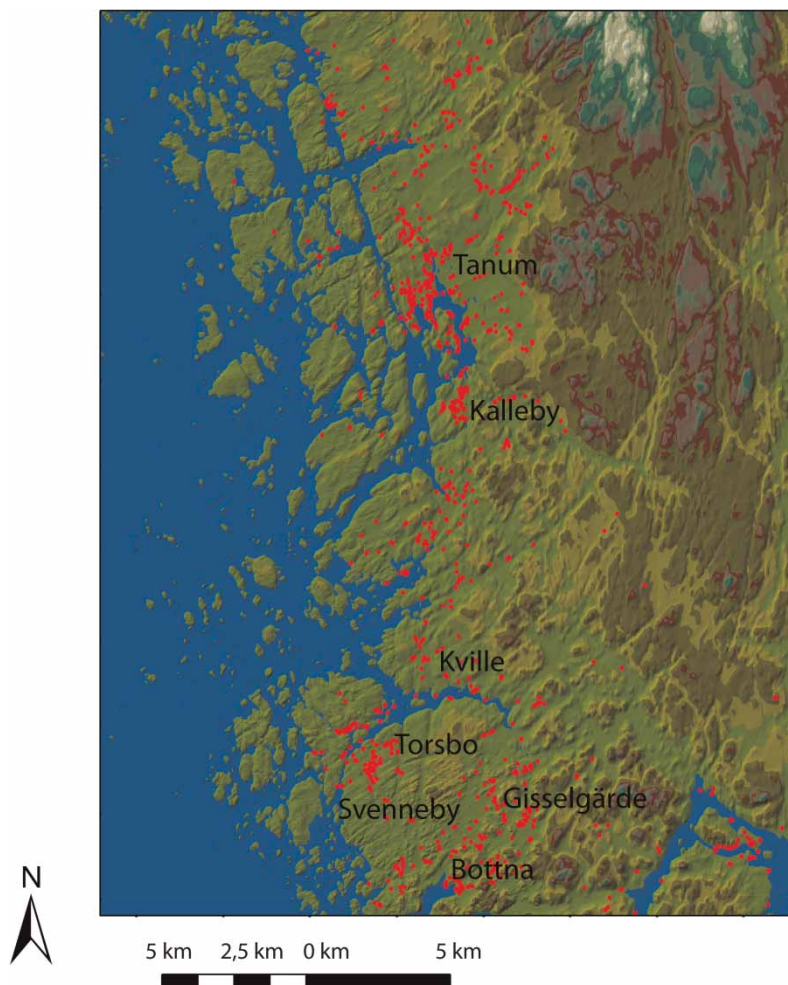 Tanum
Kalleby
Kville
Torsbo
Gisselgärde
Svenneby
Bottna
N
5 km 2,5 km 0 km 5 km